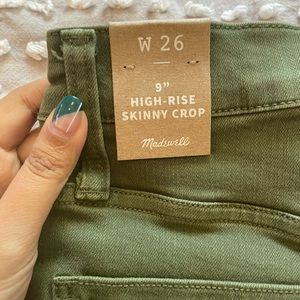 W 26
9"
HIGH-RISE
SKINNY CROP
Madewell